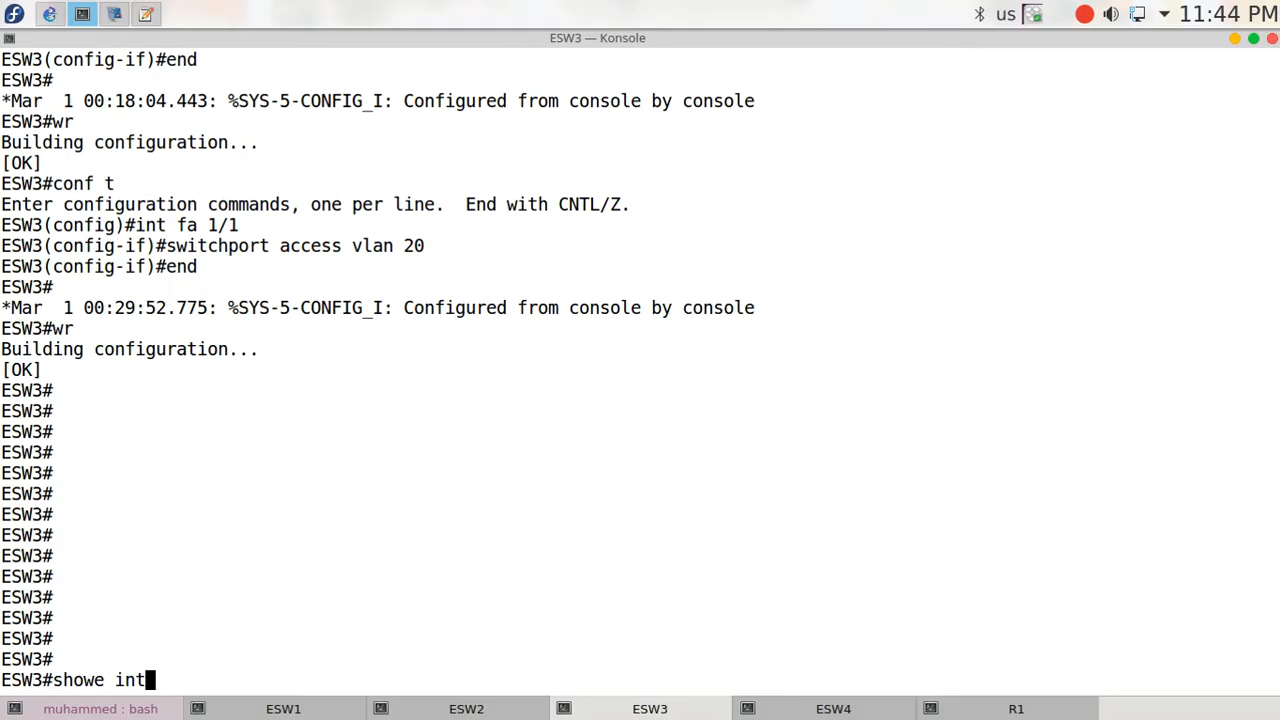 us
11:44 PM
ESW3 — Konsole
ESW3(config-if)#end
ESW3#
*Mar  1 00:18:04.443: %SYS-5-CONFIG_I: Configured from console by console
ESW3#wr
Building configuration...
[OK]
ESW3#conf t
Enter configuration commands, one per line.  End with CNTL/Z.
ESW3(config)#int fa 1/1
ESW3(config-if)#switchport access vlan 20
ESW3(config-if)#end
ESW3#
*Mar  1 00:29:52.775: %SYS-5-CONFIG_I: Configured from console by console
ESW3#wr
Building configuration...
[OK]
ESW3#
ESW3#
ESW3#
ESW3#
ESW3#
ESW3#
ESW3#
ESW3#
ESW3#
ESW3#
ESW3#
ESW3#
ESW3#
ESW3#
ESW3#showe int
muhammed : bash
ESW1
ESW2
ESW3
ESW4
R1